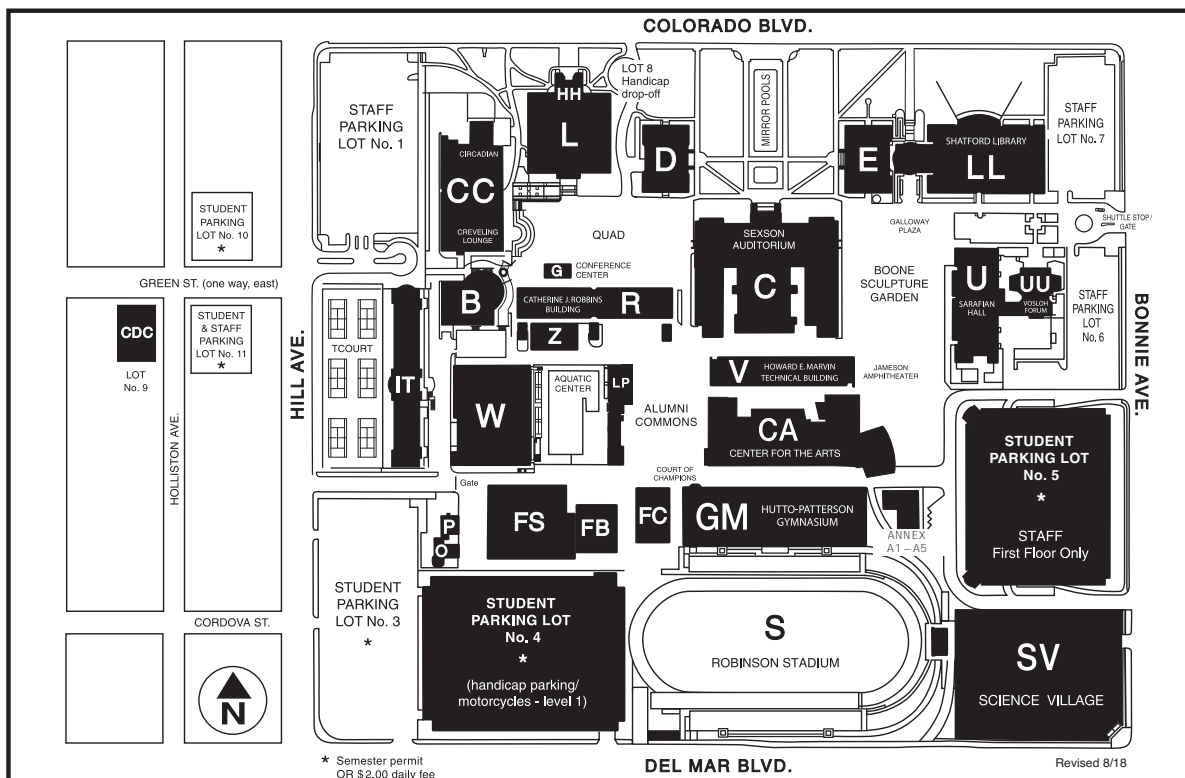 COLORADO BLVD.
STAFF
PARKING
LOT No. 1
HH
L
LOT 8
Handicap
drop-off
D
MIRROR POOLS
E
SHATFORD LIBRARY
LL
STAFF
PARKING
LOT No. 7
CIRCADIAN
CC
CREVELING
LOUNGE
STUDENT
PARKING
LOT No. 10
*
QUAD
SEXSON
AUDITORIUM
C
GALLOWAY
PLAZA
SHUTTLE STOP/
GATE
GREEN ST. (one way, east)
G
CONFERENCE
CENTER
BOONE
SCULPTURE
GARDEN
U
SARAFIAN
HALL
UU
VOSLOH
FORUM
STAFF
PARKING
LOT
No. 6
BONNIE AVE.
CDC
LOT
No. 9
STUDENT
& STAFF
PARKING
LOT No. 11
*
HILL AVE.
TCOURT
IT
B
CATHERINE J. ROBBINS
BUILDING
R
Z
HOLLISTON AVE.
W
AQUATIC
CENTER
LP
ALUMNI
COMMONS
V
HOWARD E. MARVIN
TECHNICAL BUILDING
JAMESON
AMPHITHEATER
CA
CENTER FOR THE ARTS
STUDENT
PARKING LOT
No. 5
*
STAFF
First Floor Only
Gate
COURT OF
CHAMPIONS
P
O
FS
FB
FC
GM
HUTTO-PATTERSON
GYMNASIUM
ANNEX
A1–A5
STUDENT
PARKING
LOT No. 3
*
STUDENT
PARKING LOT
No. 4
*
(handicap parking/
motorcycles - level 1)
S
ROBINSON STADIUM
SV
SCIENCE VILLAGE
CORDOVA ST.
N
* Semester permit
OR $2.00 daily fee
DEL MAR BLVD.
Revised 8/18